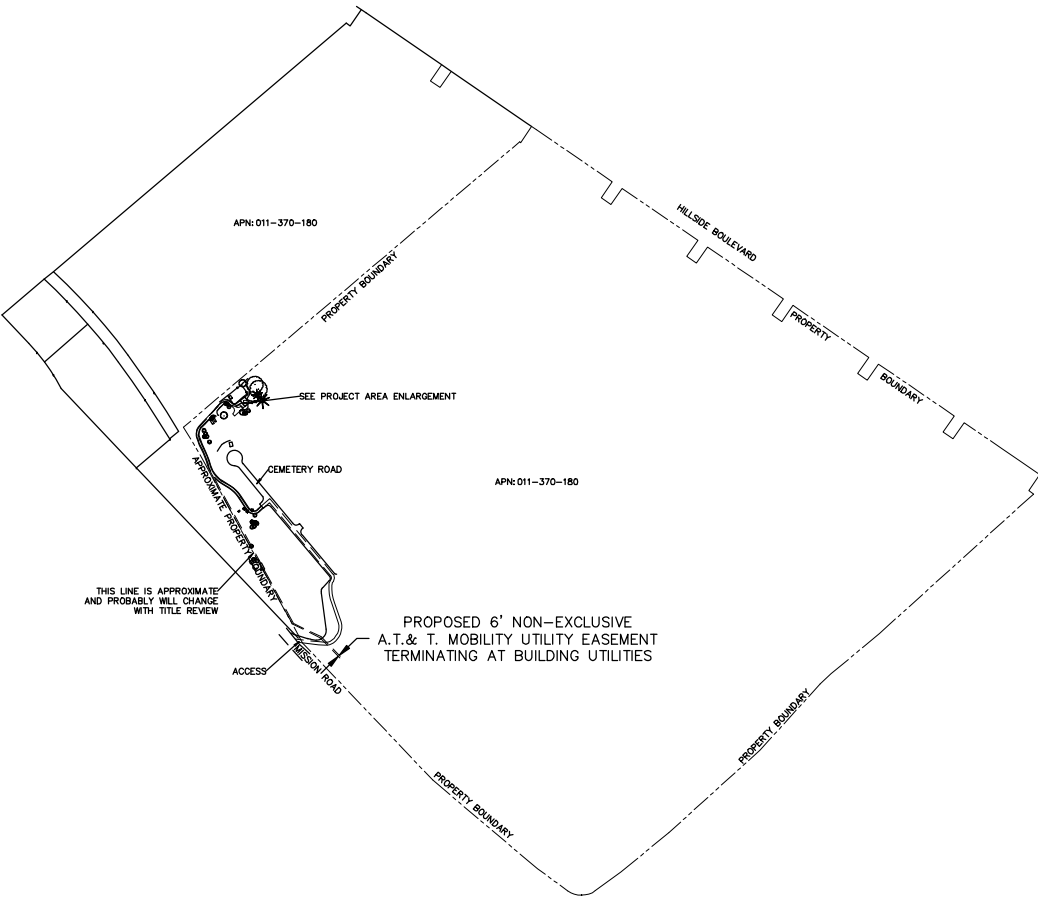 HILLSIDE BOULEVARD
APN: 011-370-180
PROPERTY BOUNDARY
PROPERTY
BOUNDARY
SEE PROJECT AREA ENLARGEMENT
CEMETERY ROAD
APN: 011-370-180
APPROXIMATE PROPERTY BOUNDARY
THIS LINE IS APPROXIMATE
AND PROBABLY WILL CHANGE
WITH TITLE REVIEW
PROPOSED 6' NON-EXCLUSIVE
A.T.& T. MOBILITY UTILITY EASEMENT
TERMINATING AT BUILDING UTILITIES
ACCESS
MISSION ROAD
PROPERTY BOUNDARY
PROPERTY BOUNDARY